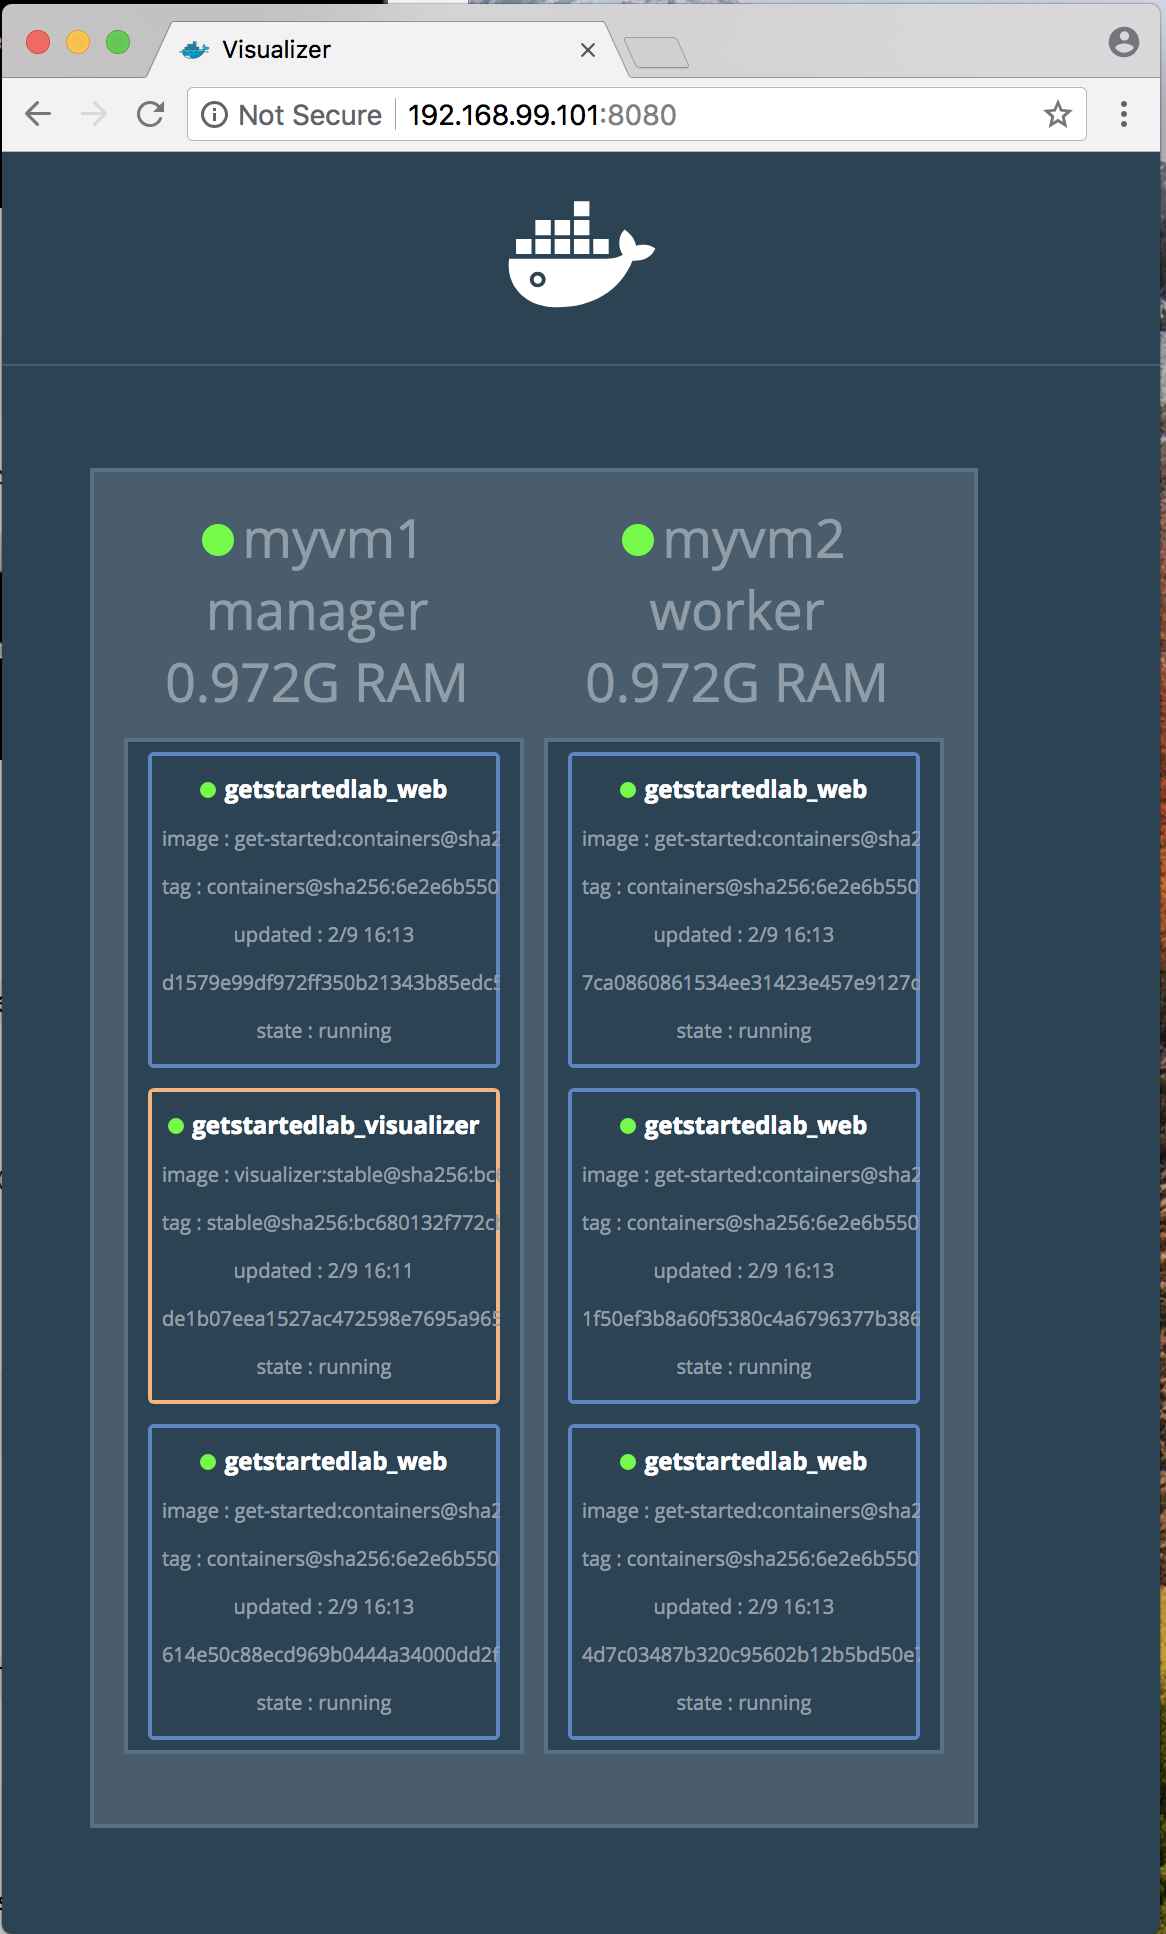 Visualizer
Not Secure 192.168.99.101:8080
myvm1
manager
0.972G RAM
getstartedlab_web
image : get-started:containers@sha2
tag : containers@sha256:6e2e6b550
updated : 2/9 16:13
d1579e99df972ff350b21343b85edc5
state : running
getstartedlab_visualizer
image : visualizer:stable@sha256:bc6
tag : stable@sha256:bc680132f772c
updated : 2/9 16:11
de1b07eea1527ac472598e7695a965
state : running
getstartedlab_web
image : get-started:containers@sha2
tag : containers@sha256:6e2e6b550
updated : 2/9 16:13
614e50c88ecd969b0444a34000dd2f
state : running
myvm2
worker
0.972G RAM
getstartedlab_web
image : get-started:containers@sha2
tag : containers@sha256:6e2e6b550
updated : 2/9 16:13
7ca0860861534ee31423e457e9127c
state : running
getstartedlab_web
image : get-started:containers@sha2
tag : containers@sha256:6e2e6b550
updated : 2/9 16:13
1f50ef3b8a60f5380c4a6796377b386
state : running
getstartedlab_web
image : get-started:containers@sha2
tag : containers@sha256:6e2e6b550
updated : 2/9 16:13
4d7c03487b320c95602b12b5bd50e7
state : running